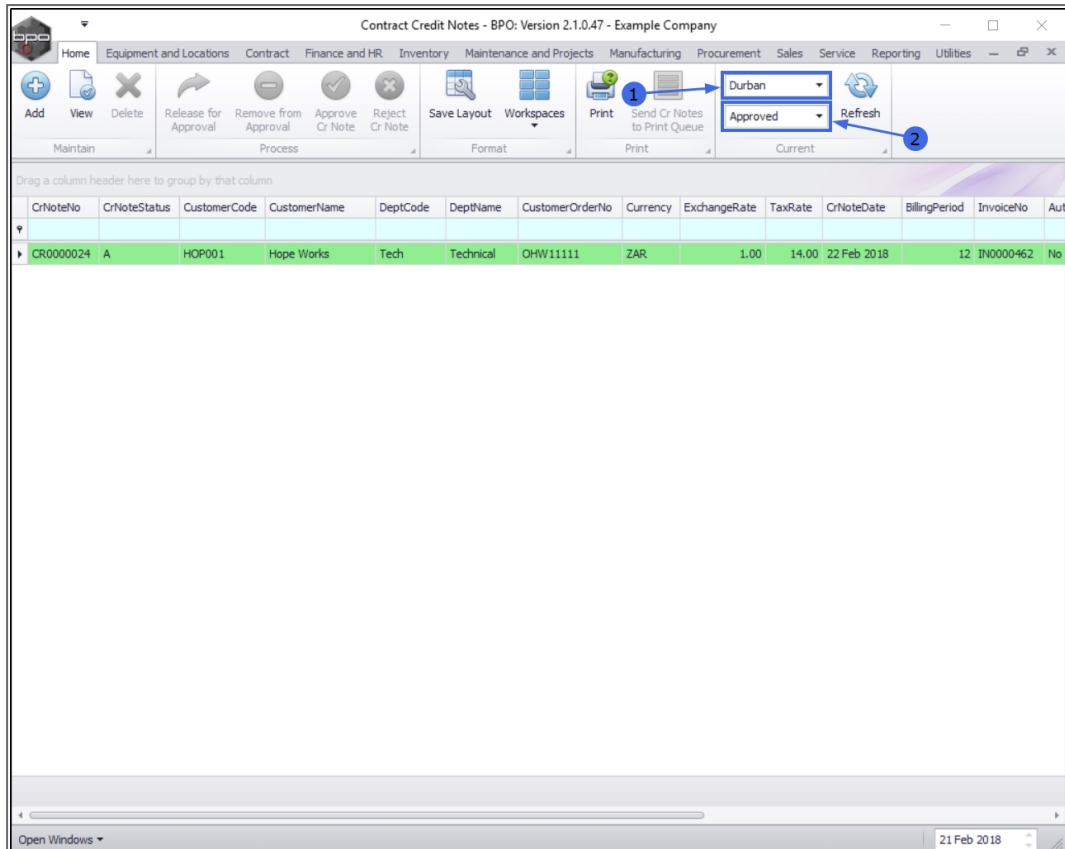 bpo
Contract Credit Notes - BPO: Version 2.1.0.47 - Example Company
Home Equipment and Locations Contract Finance and HR Inventory Maintenance and Projects Manufacturing Procurement Sales Service Reporting Utilities
Add View Delete Release for Approval Remove from Approval Approve Cr Note Reject Cr Note Save Layout Workspaces Print Send Cr Notes to Print Queue Durban Approved Refresh
1
2
Maintain Process Format Print Current
Drag a column header here to group by that column
CrNoteNo CrNoteStatus CustomerCode CustomerName DeptCode DeptName CustomerOrderNo Currency ExchangeRate TaxRate CrNoteDate BillingPeriod InvoiceNo Aut
CR0000024 A HOP001 Hope Works Tech Technical OHW11111 ZAR 1.00 14.00 22 Feb 2018 12 IN0000462 No
Open Windows 21 Feb 2018